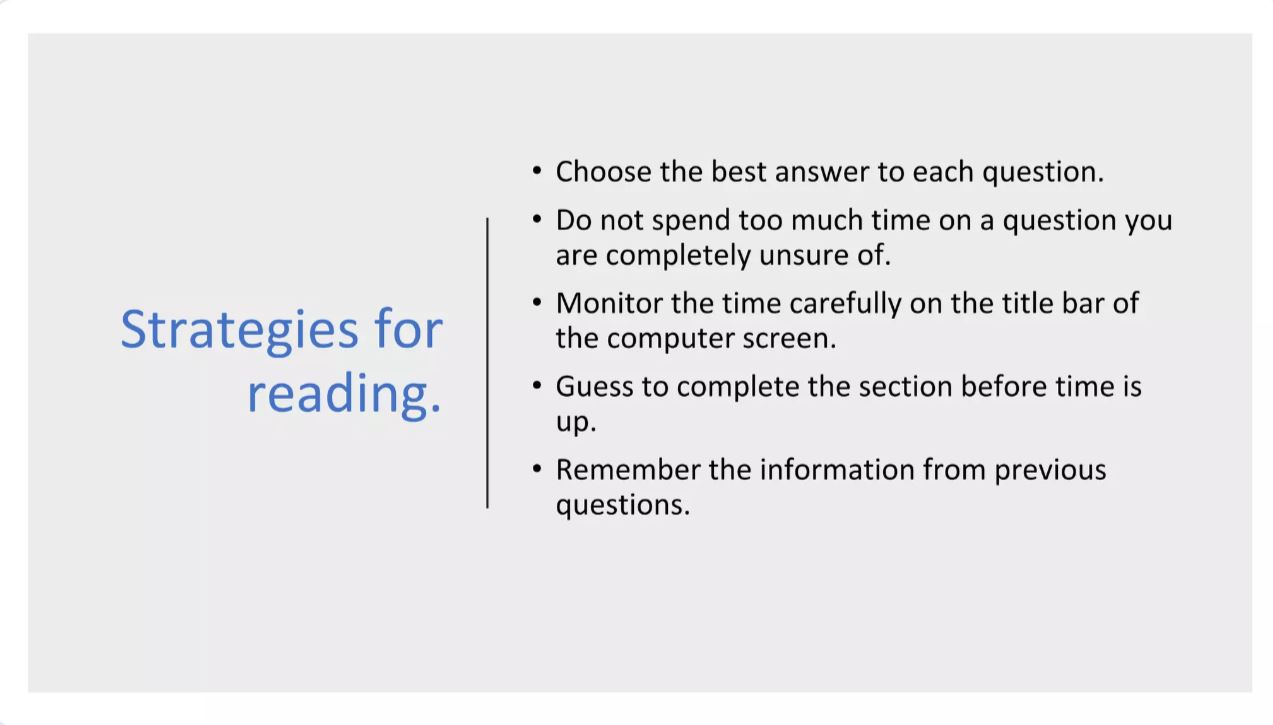 Strategies for
reading.
• Choose the best answer to each question.
• Do not spend too much time on a question you
are completely unsure of.
• Monitor the time carefully on the title bar of
the computer screen.
• Guess to complete the section before time is
up.
• Remember the information from previous
questions.